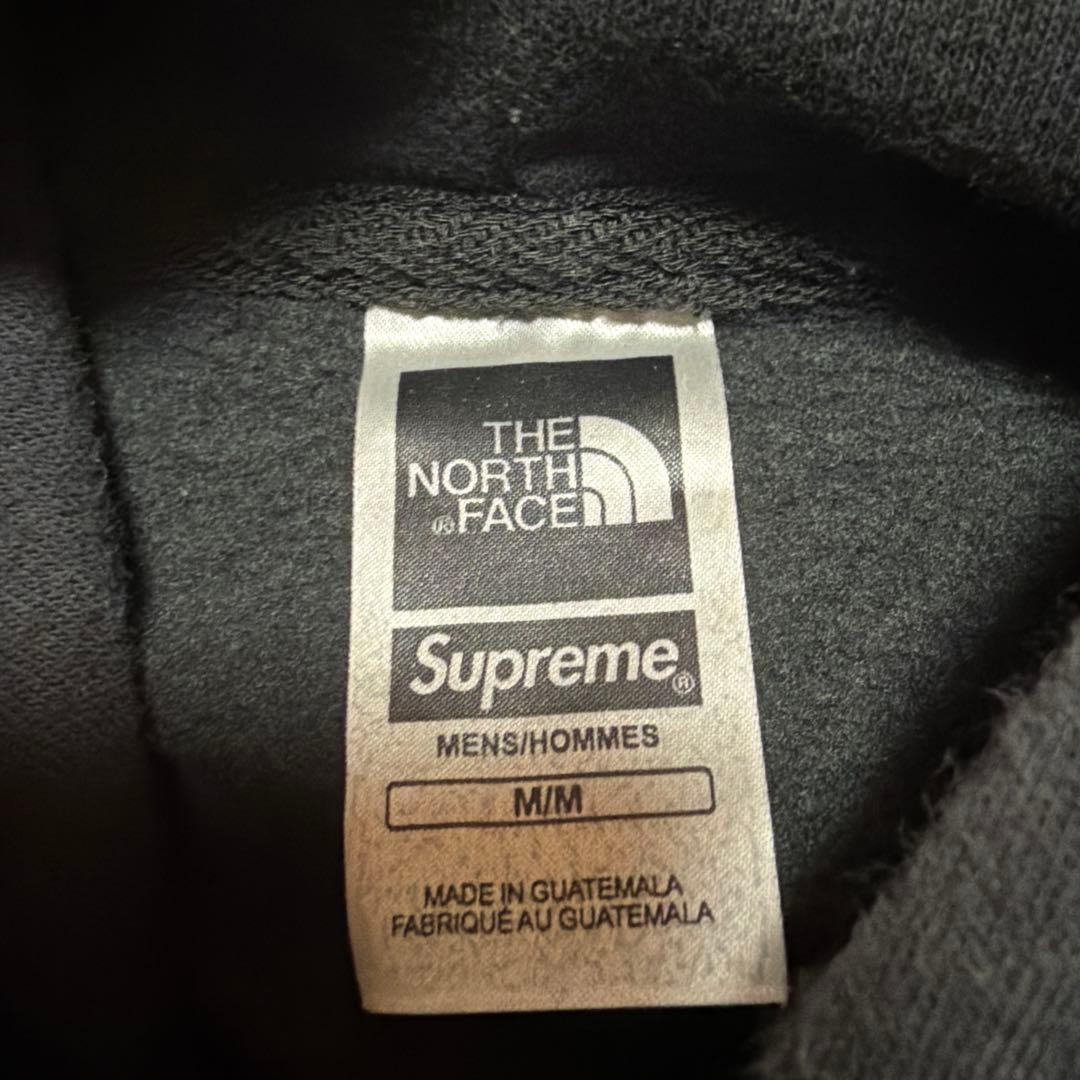 THE
NORTH
® FACE
Supreme®
MENS/HOMMES
M/M
MADE IN GUATEMALA
FABRIQUÉ AU GUATEMALA